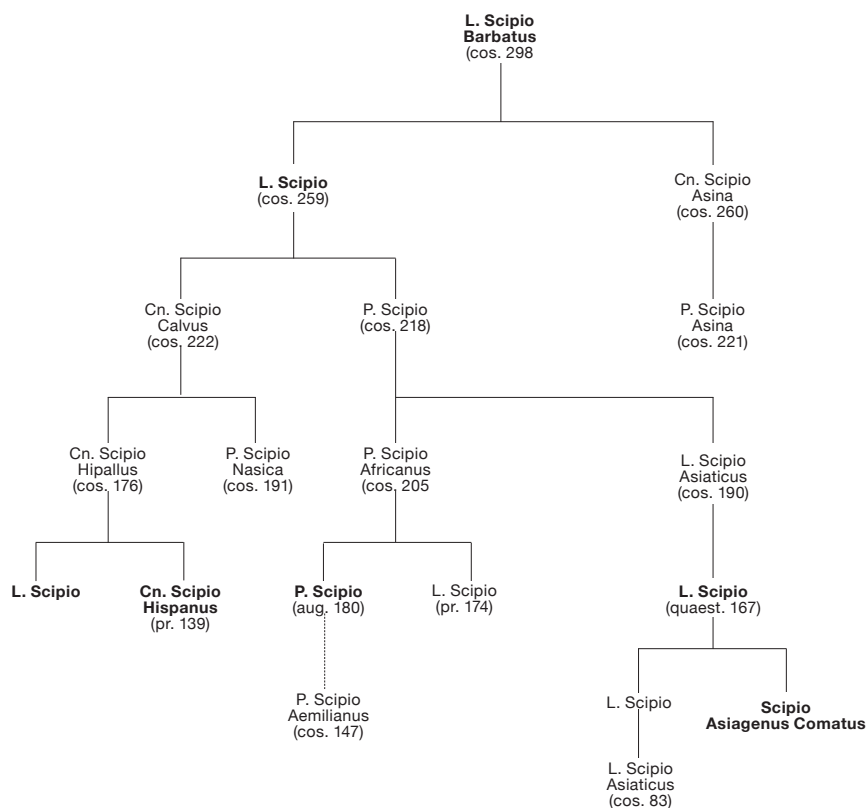 L. Scipio
Barbatus
(cos. 298
L. Scipio
(cos. 259)
Cn. Scipio
Asina
(cos. 260)
Cn. Scipio
Calvus
(cos. 222)
P. Scipio
(cos. 218)
P. Scipio
Asina
(cos. 221)
Cn. Scipio
Hipallus
(cos. 176)
P. Scipio
Nasica
(cos. 191)
P. Scipio
Africanus
(cos. 205
L. Scipio
Asiaticus
(cos. 190)
L. Scipio
Cn. Scipio
Hispanus
(pr. 139)
P. Scipio
(aug. 180)
L. Scipio
(pr. 174)
L. Scipio
(quaest. 167)
P. Scipio
Aemilianus
(cos. 147)
L. Scipio
Scipio
Asiagenus Comatus
L. Scipio
Asiaticus
(cos. 83)